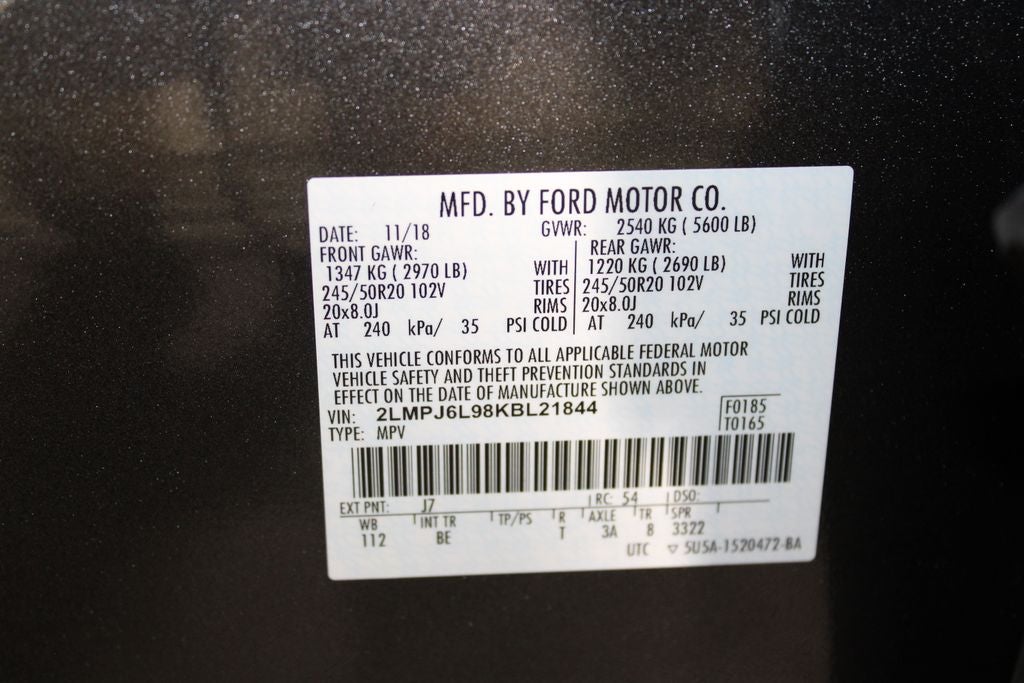 MFD. BY FORD MOTOR CO.
DATE: 11/18 GVWR: 2540 KG ( 5600 LB)
FRONT GAWR: REAR GAWR:
1347 KG ( 2970 LB) WITH 1220 KG ( 2690 LB) WITH
245/50R20 102V TIRES 245/50R20 102V TIRES
20x8.0J RIMS 20x8.0J RIMS
AT 240 kPa/ 35 PSI COLD AT 240 kPa/ 35 PSI COLD
THIS VEHICLE CONFORMS TO ALL APPLICABLE FEDERAL MOTOR
VEHICLE SAFETY AND THEFT PREVENTION STANDARDS IN
EFFECT ON THE DATE OF MANUFACTURE SHOWN ABOVE.
VIN: 2LMPJ6L98KBL21844 F0185
TYPE: MPV T0165
EXT PNT: J7 RC: 54 DSO:
WB INT TR TP/PS R AXLE TR SPR
112 BE T 3A 8 3322
UTC ▽ 5U5A-1520472-BA